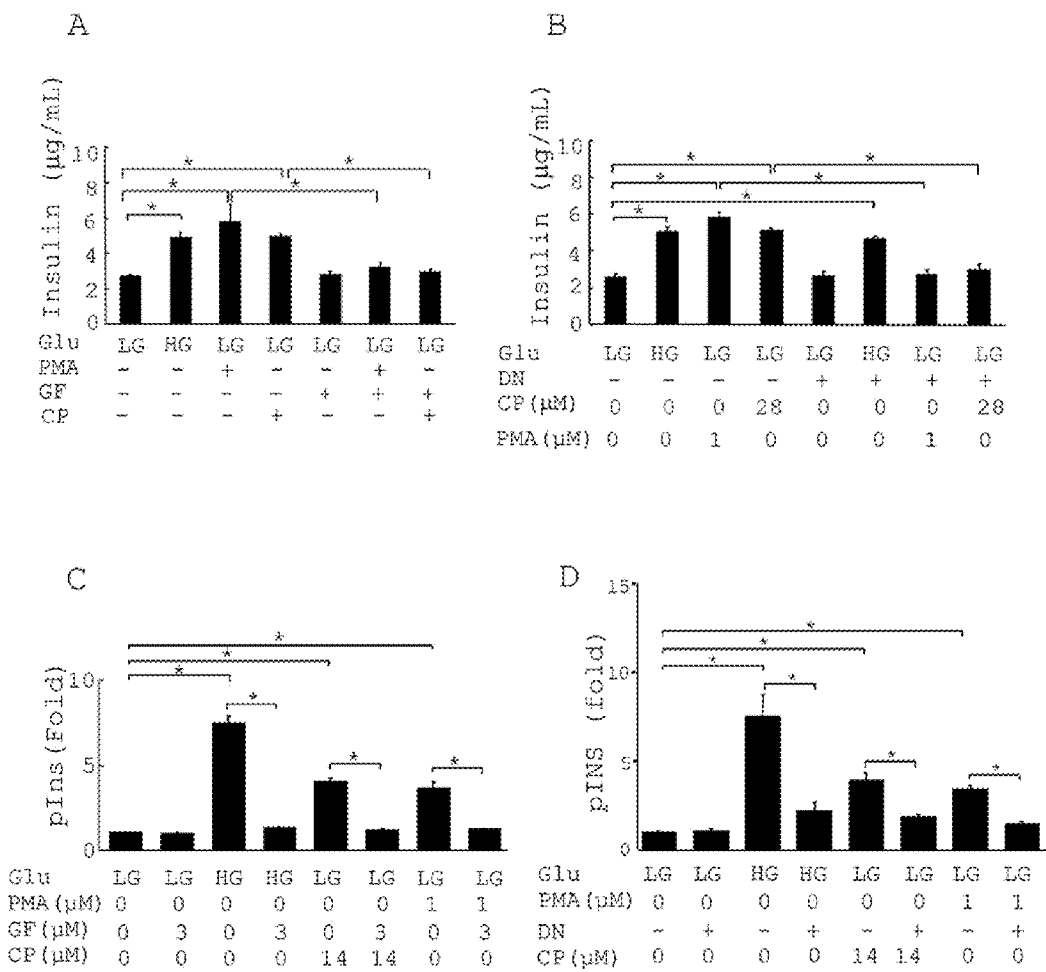 A
Insulin (µg/mL)
10
8
6
4
2
0
* * * * *
Glu LG HG LG LG LG LG LG
PMA - - + - - + -
GF - - - - + + +
CP - - - + - - +
B
Insulin (µg/mL)
10
8
6
4
2
0
* * * * * *
Glu LG HG LG LG LG HG LG LG
DN - - - - + + + +
CP(µM) 0 0 0 28 0 0 0 28
PMA(µM) 0 0 1 0 0 0 1 0
C
pIns(Fold)
10
5
0
* * * * * *
Glu LG LG HG HG LG LG LG LG
PMA(µM) 0 0 0 0 0 0 1 1
GF(µM) 0 3 0 3 0 3 0 3
CP(µM) 0 0 0 0 14 14 0 0
D
pINS (fold)
15
10
5
0
* * * * * *
Glu LG LG HG HG LG LG LG LG
PMA(µM) 0 0 0 0 0 0 1 1
DN - + - + - + - +
CP(µM) 0 0 0 0 14 14 0 0